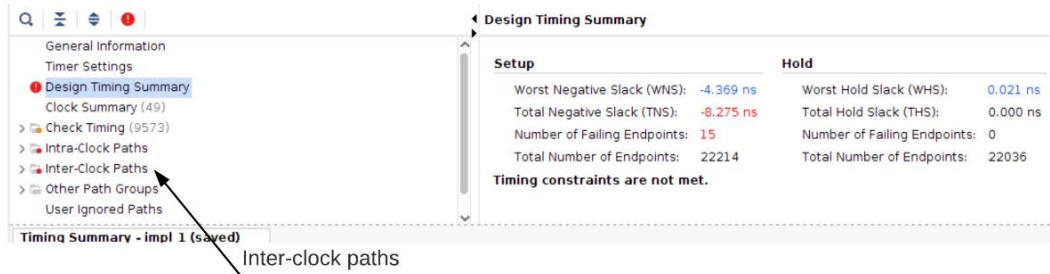 General Information
Timer Settings
Design Timing Summary
Clock Summary (49)
Check Timing (9573)
Intra-Clock Paths
Inter-Clock Paths
Other Path Groups
User Ignored Paths
Timing Summary - impl_1 (saved)
Design Timing Summary
Setup
Worst Negative Slack (WNS): -4.369 ns
Total Negative Slack (TNS): -8.275 ns
Number of Failing Endpoints: 15
Total Number of Endpoints: 22214
Hold
Worst Hold Slack (WHS): 0.021 ns
Total Hold Slack (THS): 0.000 ns
Number of Failing Endpoints: 0
Total Number of Endpoints: 22036
Timing constraints are not met.
Inter-clock paths